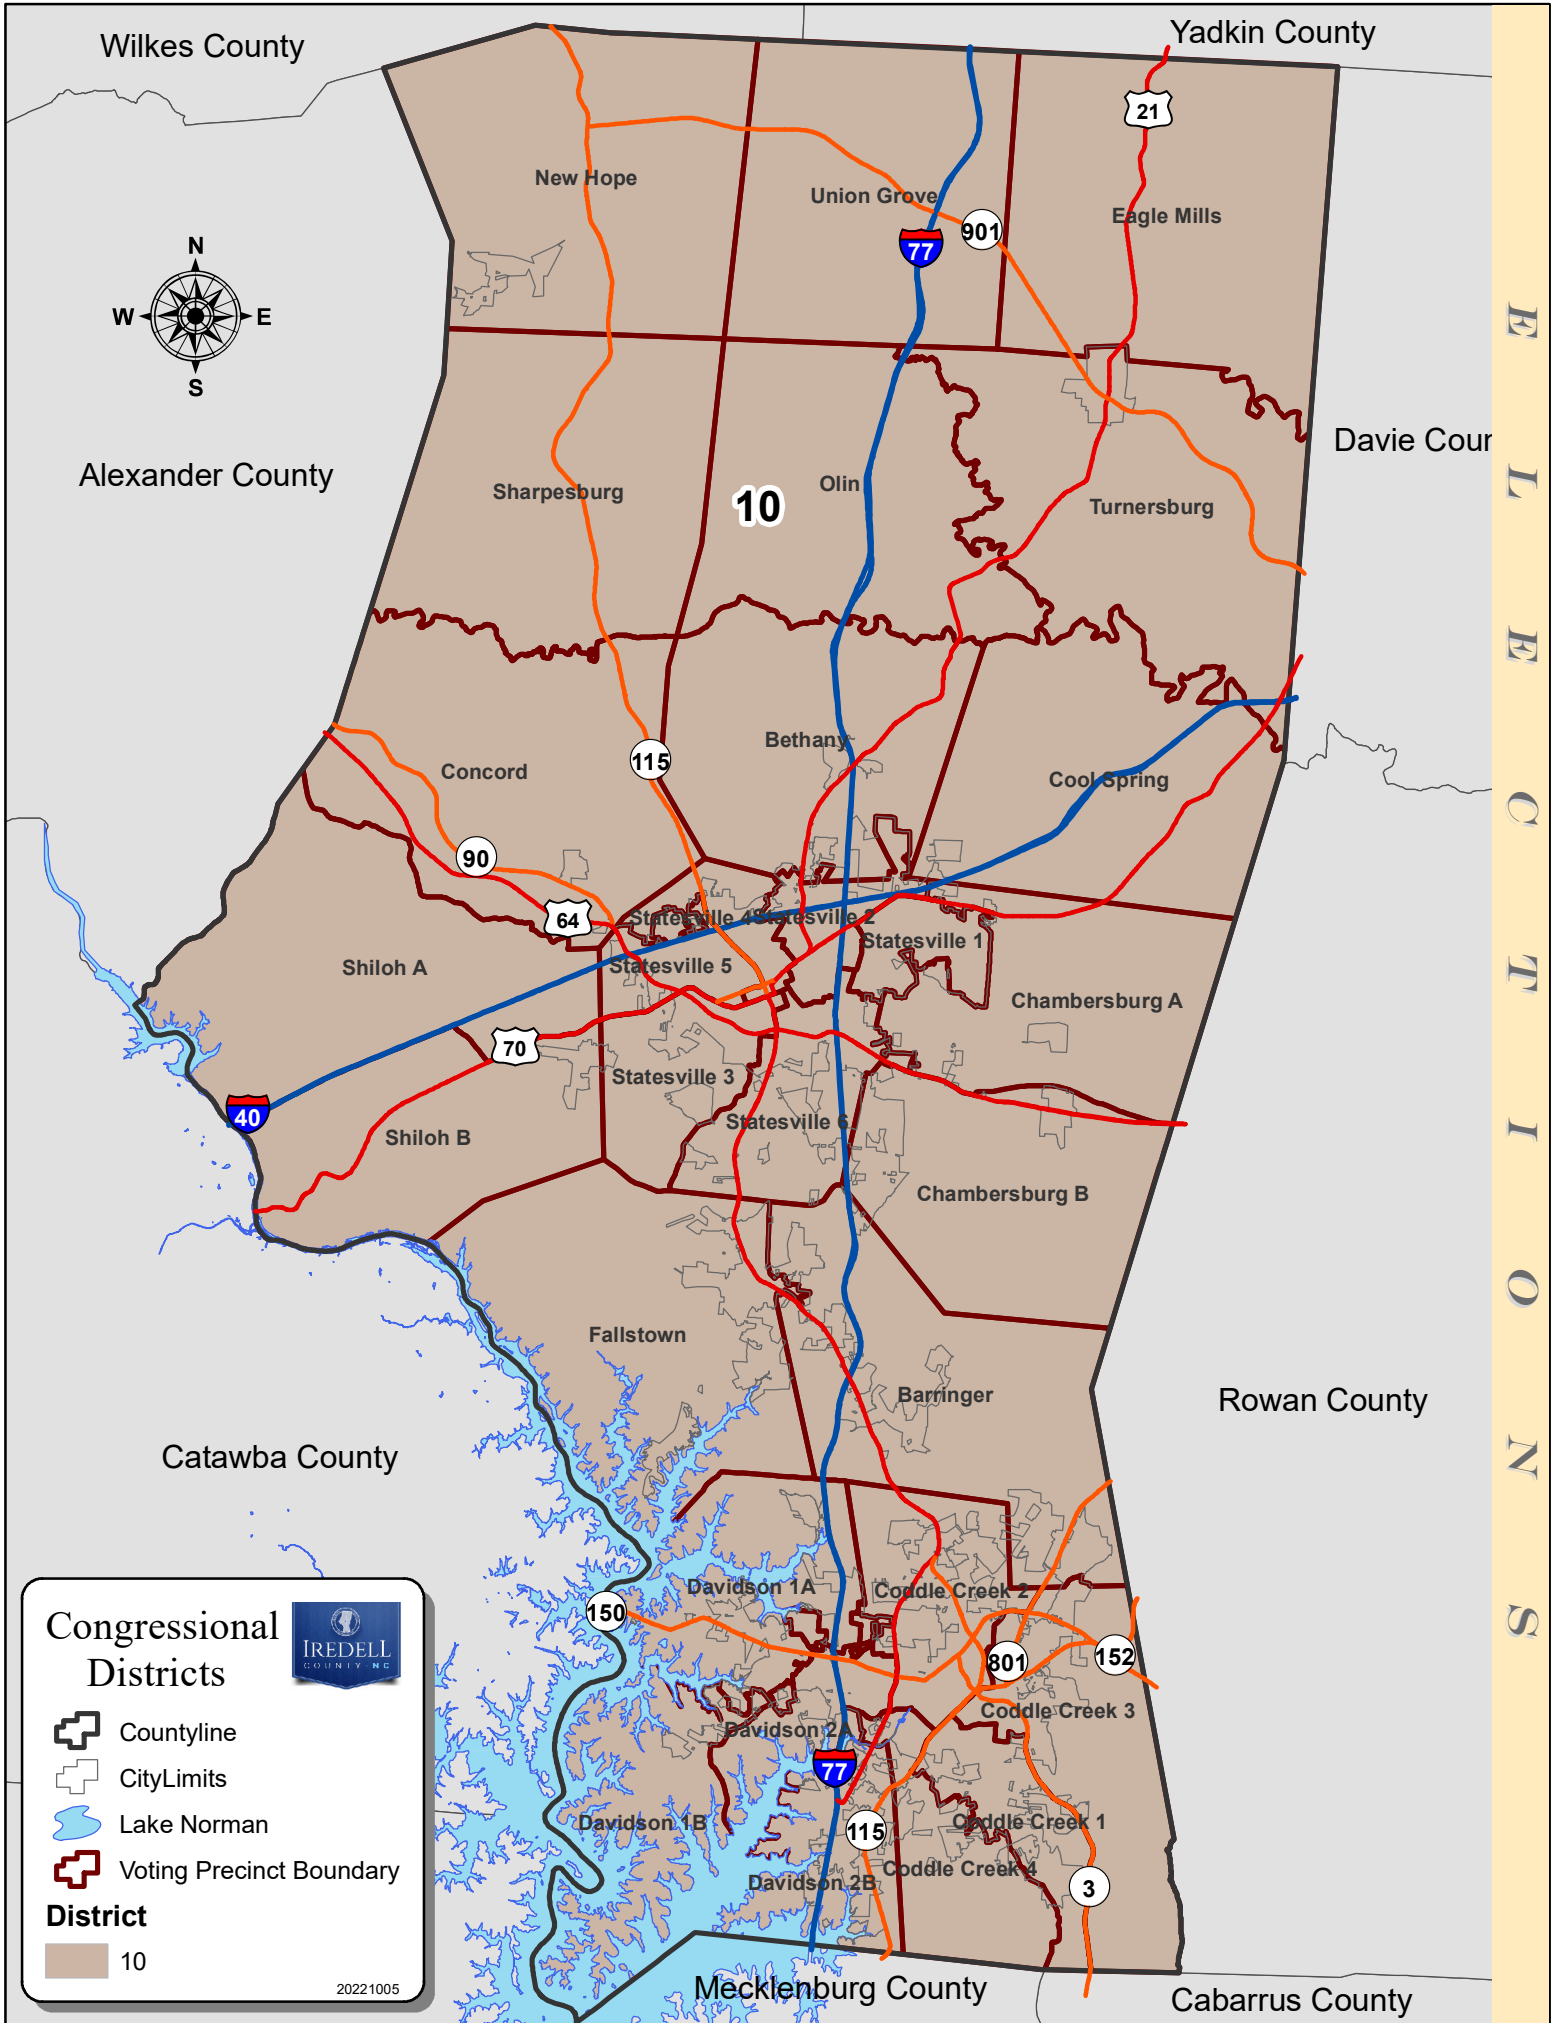 Wilkes County
Yadkin County
21
New Hope
Union Grove
Eagle Mills
901
77
N
W
E
S
Alexander County
Davie Coun
Sharpesburg
Olin
10
Turnersburg
Bethany
115
Concord
Cool Spring
90
64
Statesville 4
Statesville 2
Statesville 1
Shiloh A
Statesville 5
Chambersburg A
70
Statesville 3
40
Statesville 6
Shiloh B
Chambersburg B
Fallstown
Barringer
Rowan County
Catawba County
Davidson 1A
Coddle Creek 2
150
801
152
Coddle Creek 3
Davidson 2A
77
Davidson 1B
115
Coddle Creek 1
Coddle Creek 4
Davidson 2B
3
Mecklenburg County
Cabarrus County
Congressional
Districts
IREDELL
COUNTY NC
Countyline
CityLimits
Lake Norman
Voting Precinct Boundary
District
10
20221005
ELECTIONS